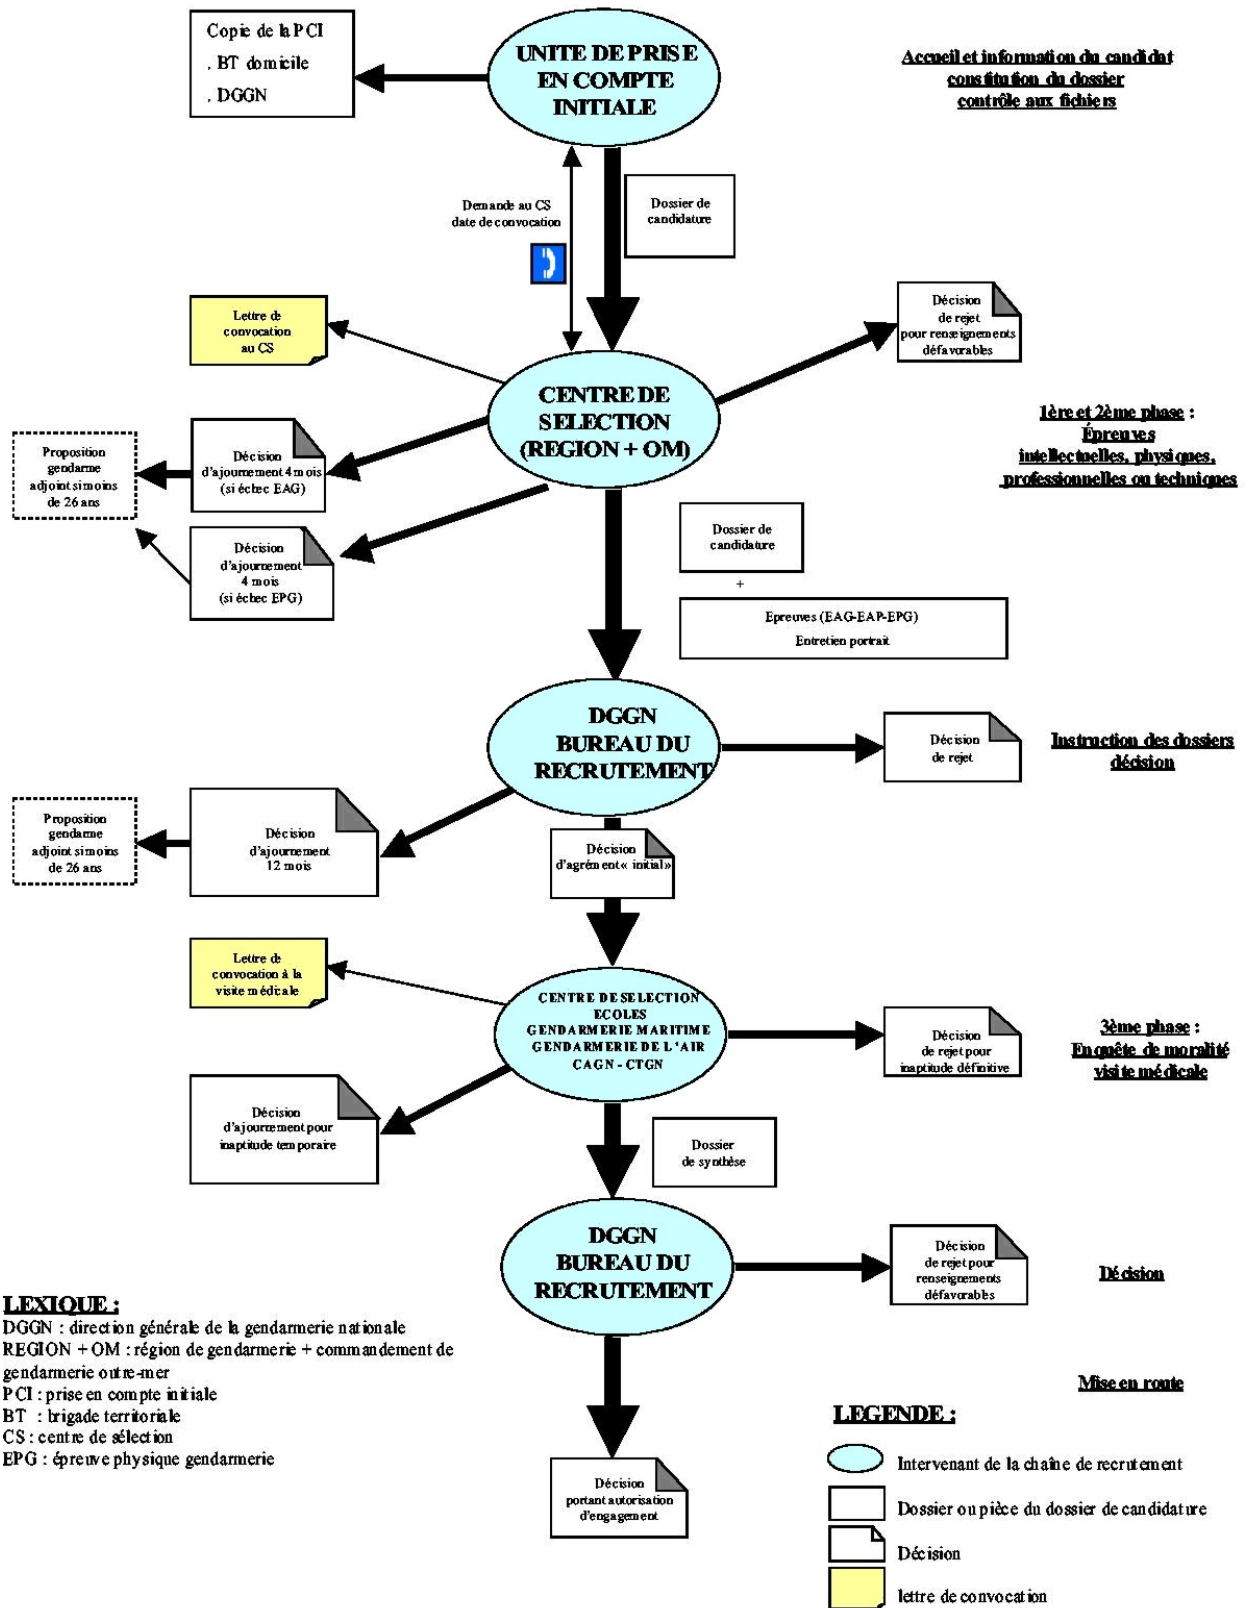 Copie de la PCI
. BT domicile
. DGGN
UNITE DE PRISE
EN COMPTE
INITIALE
Accueil et information du candidat
constitution du dossier
contrôle aux fichiers
Demande au CS
date de convocation
Dossier de
candidature
Lettre de
convocation
au CS
Décision
de rejet
pour renseignements
défavorables
CENTRE DE
SELECTION
(REGION + OM)
1ère et 2ème phase :
Épreuves
intellectuelles, physiques,
professionnelles ou techniques
Proposition
gendarme
adjoint si moins
de 26 ans
Décision
d'ajournement 4 mois
(si échec EAG)
Décision
d'ajournement
4 mois
(si échec EPG)
Dossier de
candidature
+
Epreuves (EAG-EAP-EPG)
Entretien portrait
DGGN
BUREAU DU
RECRUTEMENT
Décision
de rejet
Instruction des dossiers
décision
Proposition
gendarme
adjoint si moins
de 26 ans
Décision
d'ajournement
12 mois
Décision
d'agrément « initial »
Lettre de
convocation à la
visite médicale
CENTRE DE SELECTION
ECOLES
GENDARMERIE MARITIME
GENDARMERIE DE L'AIR
CAGN - CTGN
Décision
de rejet pour
inaptitude définitive
3ème phase :
Enquête de moralité
visite médicale
Décision
d'ajournement pour
inaptitude temporaire
Dossier
de synthèse
DGGN
BUREAU DU
RECRUTEMENT
Décision
de rejet pour
renseignements
défavorables
Décision
LEXIQUE :
DGGN : direction générale de la gendarmerie nationale
REGION + OM : région de gendarmerie + commandement de
gendarmerie outre-mer
PCI : prise en compte initiale
BT : brigade territoriale
CS : centre de sélection
EPG : épreuve physique gendarmerie
Mise en route
Décision
portant autorisation
d'engagement
LEGENDE :
Intervenant de la chaîne de recrutement
Dossier ou pièce du dossier de candidature
Décision
lettre de convocation